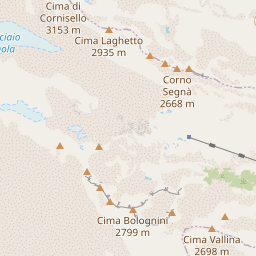 Cima di
Cornisello
3153 m
Cima Laghetto
2935 m
Corno
Segnà
2668 m
Cima Bolognini
2799 m
Cima Vallina
2698 m